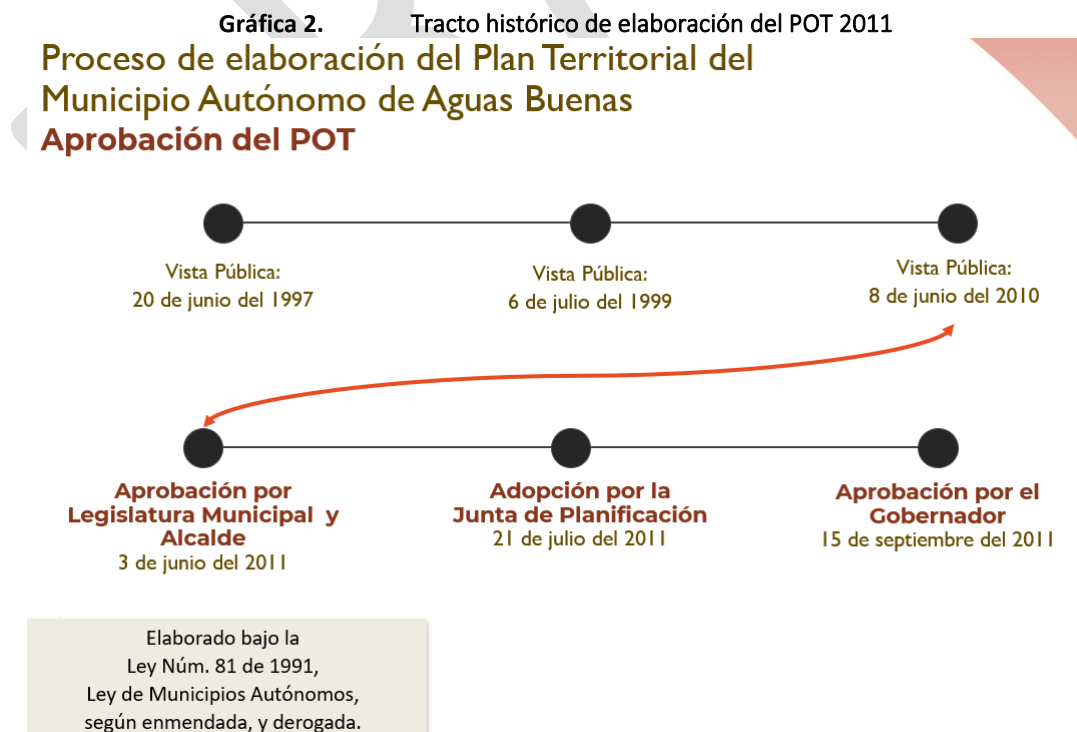 Gráfica 2. Tracto histórico de elaboración del POT 2011
Proceso de elaboración del Plan Territorial del
Municipio Autónomo de Aguas Buenas
Aprobación del POT
Vista Pública:
20 de junio del 1997
Vista Pública:
6 de julio del 1999
Vista Pública:
8 de junio del 2010
Aprobación por
Legislatura Municipal y
Alcalde
3 de junio del 2011
Adopción por la
Junta de Planificación
21 de julio del 2011
Aprobación por el
Gobernador
15 de septiembre del 2011
Elaborado bajo la
Ley Núm. 81 de 1991,
Ley de Municipios Autónomos,
según enmendada, y derogada.